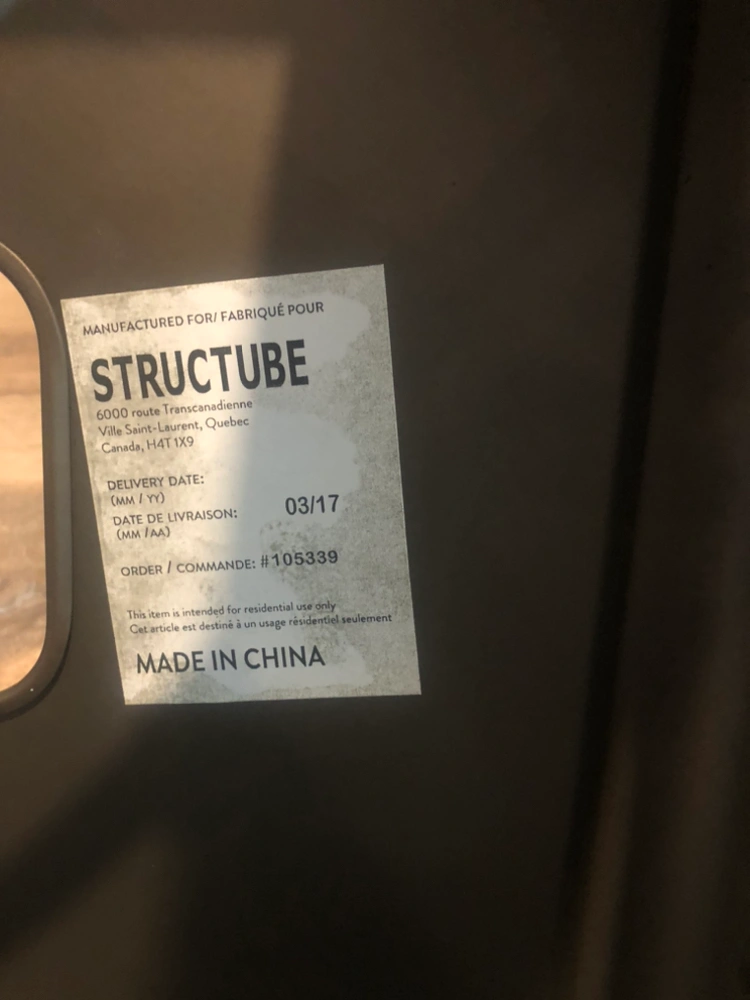 MANUFACTURED FOR/ FABRIQUÉ POUR
STRUCTUBE
6000 route Transcanadienne
Ville Saint-Laurent, Quebec
Canada, H4T 1X9
DELIVERY DATE:
(MM / YY)
DATE DE LIVRAISON: 03/17
(MM / AA)
ORDER / COMMANDE: #105339
This item is intended for residential use only
Cet article est destiné à un usage résidentiel seulement
MADE IN CHINA